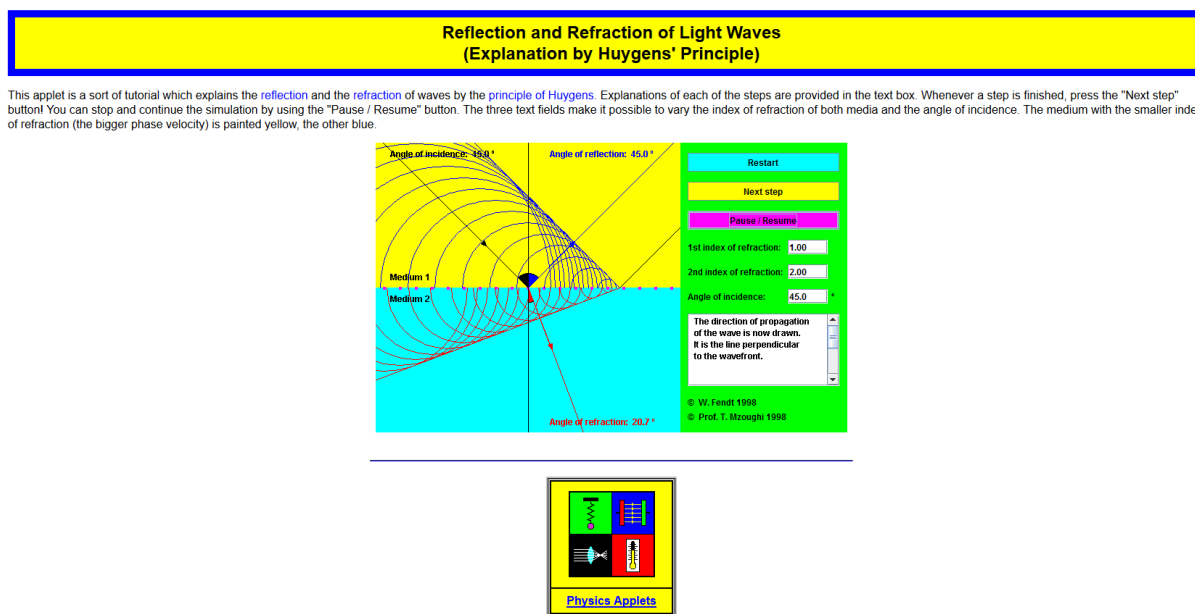 Reflection and Refraction of Light Waves
(Explanation by Huygens' Principle)
This applet is a sort of tutorial which explains the reflection and the refraction of waves by the principle of Huygens. Explanations of each of the steps are provided in the text box. Whenever a step is finished, press the "Next step"
button! You can stop and continue the simulation by using the "Pause / Resume" button. The three text fields make it possible to vary the index of refraction of both media and the angle of incidence. The medium with the smaller inde
of refraction (the bigger phase velocity) is painted yellow, the other blue.
Angle of incidence: 45.0 °
Angle of reflection: 45.0 °
Medium 1
Medium 2
Angle of refraction: 20.7 °
Restart
Next step
Pause / Resume
1st index of refraction: 1.00
2nd index of refraction: 2.00
Angle of incidence: 45.0 °
The direction of propagation
of the wave is now drawn.
It is the line perpendicular
to the wavefront.
© W. Fendt 1998
© Prof. T. Mzoughi 1998
Physics Applets